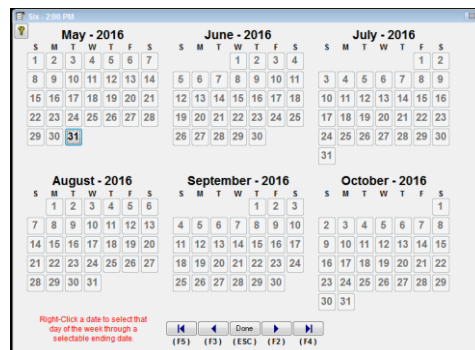 Six - 2:00 PM
?
May - 2016 June - 2016 July - 2016
S M T W T F S S M T W T F S S M T W T F S
1 2 3 4 5 6 7 1 2 3 4 1 2
8 9 10 11 12 13 14 5 6 7 8 9 10 11 3 4 5 6 7 8 9
15 16 17 18 19 20 21 12 13 14 15 16 17 18 10 11 12 13 14 15 16
22 23 24 25 26 27 28 19 20 21 22 23 24 25 17 18 19 20 21 22 23
29 30 31 26 27 28 29 30 24 25 26 27 28 29 30
31
August - 2016 September - 2016 October - 2016
S M T W T F S S M T W T F S S M T W T F S
1 2 3 4 5 6 1 2 3 1
7 8 9 10 11 12 13 4 5 6 7 8 9 10 2 3 4 5 6 7 8
14 15 16 17 18 19 20 11 12 13 14 15 16 17 9 10 11 12 13 14 15
21 22 23 24 25 26 27 18 19 20 21 22 23 24 16 17 18 19 20 21 22
28 29 30 31 25 26 27 28 29 30 23 24 25 26 27 28 29
30 31
Right-Click a date to select that
day of the week through a
selectable ending date.
Done
(F5) (F3) (ESC) (F2) (F4)